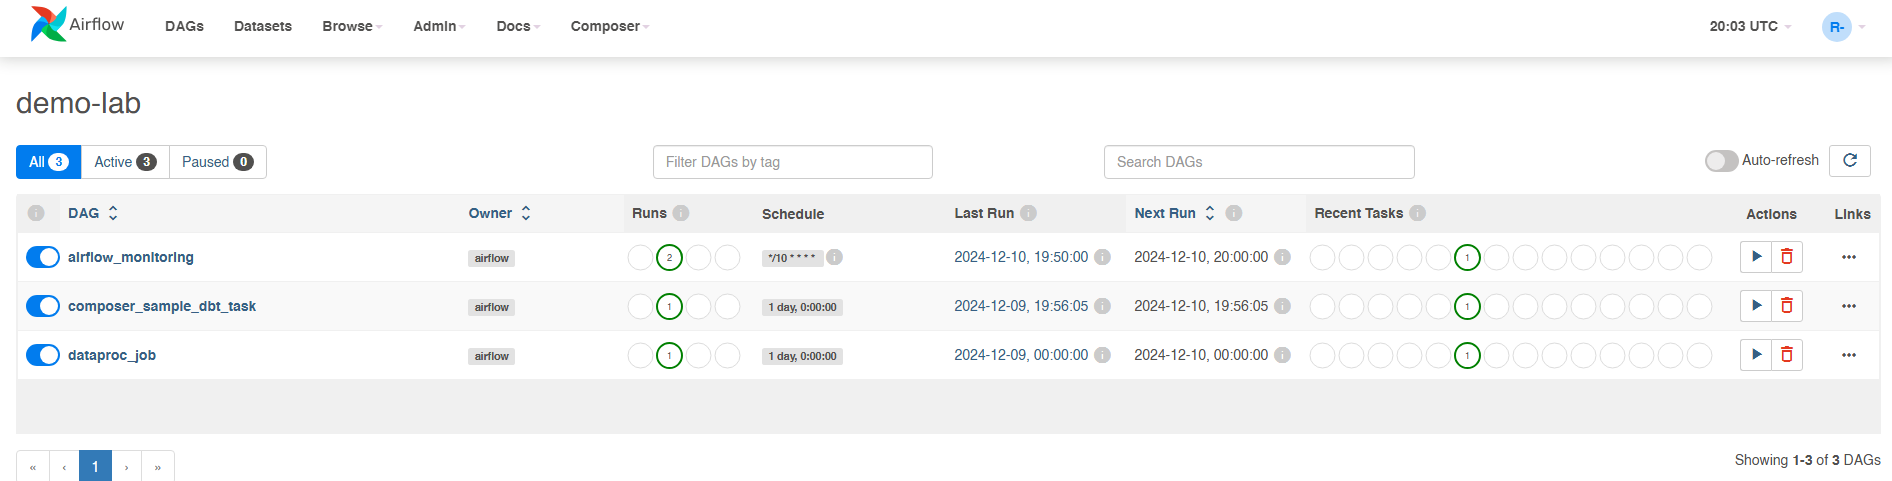 Airflow DAGs Datasets Browse Admin Docs Composer 20:03 UTC R-
demo-lab
All 3 Active 3 Paused 0 Filter DAGs by tag Search DAGs Auto-refresh
i DAG Owner Runs i Schedule Last Run i Next Run i Recent Tasks i Actions Links
airflow_monitoring airflow 2 */10 * * * * i 2024-12-10, 19:50:00 i 2024-12-10, 20:00:00 i 1 ...
composer_sample_dbt_task airflow 1 1 day, 0:00:00 2024-12-09, 19:56:05 i 2024-12-10, 19:56:05 i 1 ...
dataproc_job airflow 1 1 day, 0:00:00 2024-12-09, 00:00:00 i 2024-12-10, 00:00:00 i 1 ...
« ‹ 1 › » Showing 1-3 of 3 DAGs